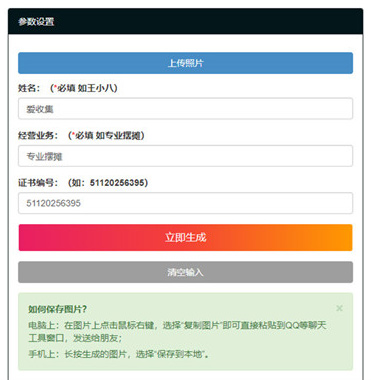 参数设置
上传照片
姓名：（*必填 如王小八）
爱收集
经营业务：（*必填 如专业摆摊）
专业摆摊
证书编号：（如：51120256395）
51120256395
立即生成
清空输入
如何保存图片？
×
电脑上：在图片上点击鼠标右键，选择“复制图片”即可直接粘贴到QQ等聊天
工具窗口，发送给朋友；
手机上：长按生成的图片，选择“保存到本地”。